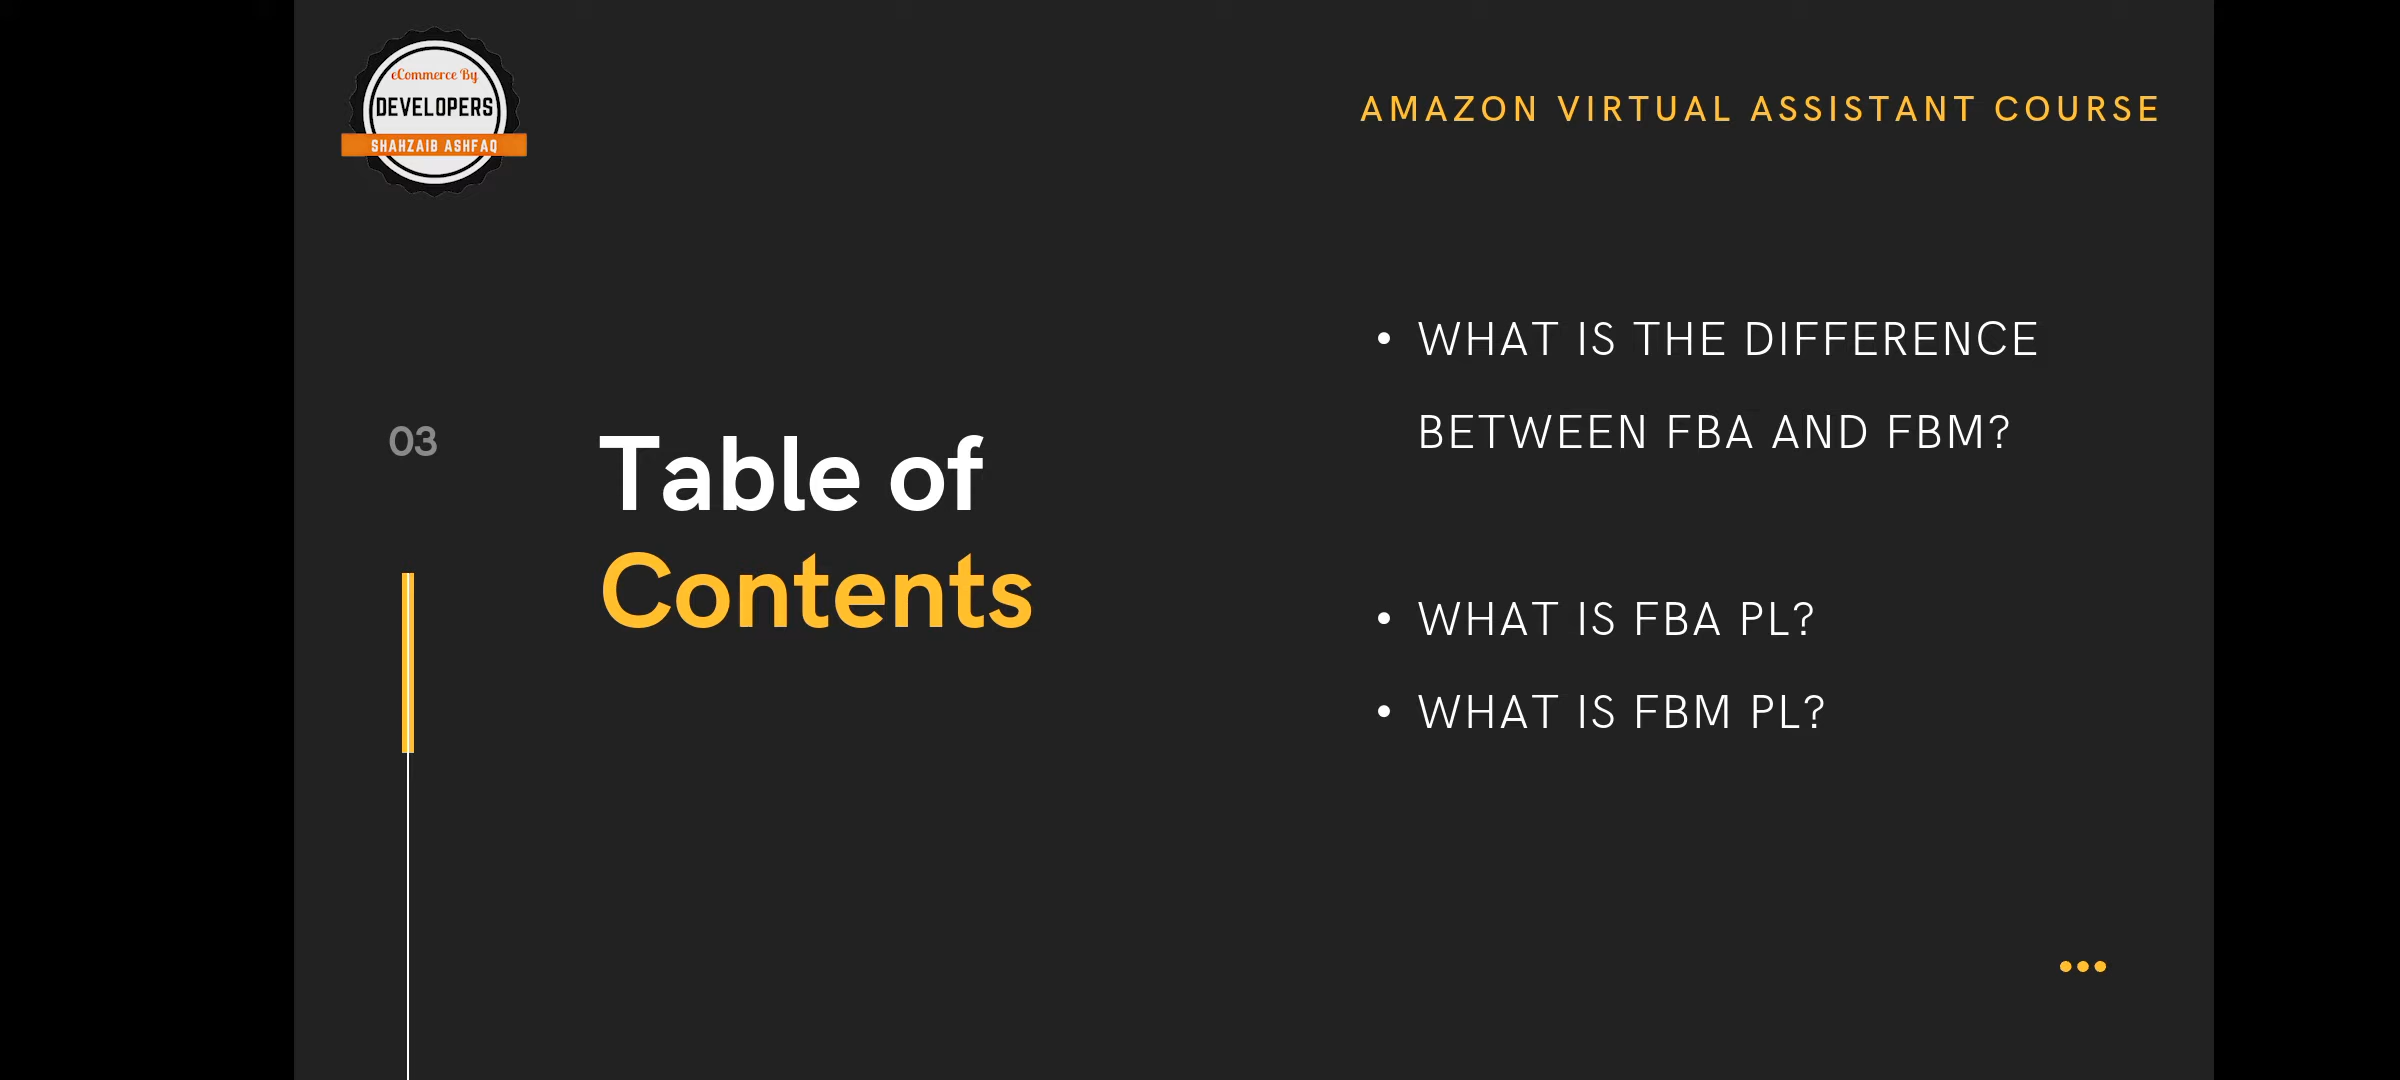 eCommerce By
DEVELOPERS
SHAHZAIB ASHFAQ
AMAZON VIRTUAL ASSISTANT COURSE
03
Table of
Contents
• WHAT IS THE DIFFERENCE
BETWEEN FBA AND FBM?
• WHAT IS FBA PL?
• WHAT IS FBM PL?